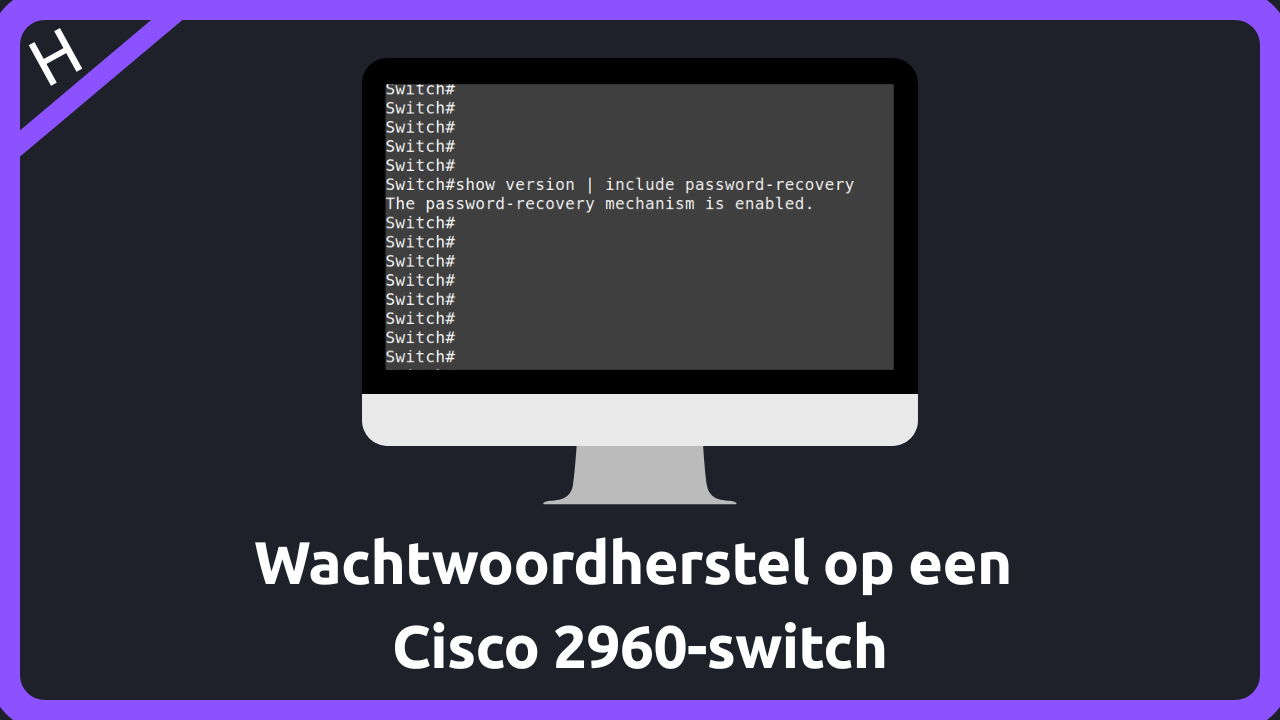 H
Switch#
Switch#
Switch#
Switch#
Switch#
Switch#show version | include password-recovery
The password-recovery mechanism is enabled.
Switch#
Switch#
Switch#
Switch#
Switch#
Switch#
Switch#
Switch#
Wachtwoordherstel op een
Cisco 2960-switch